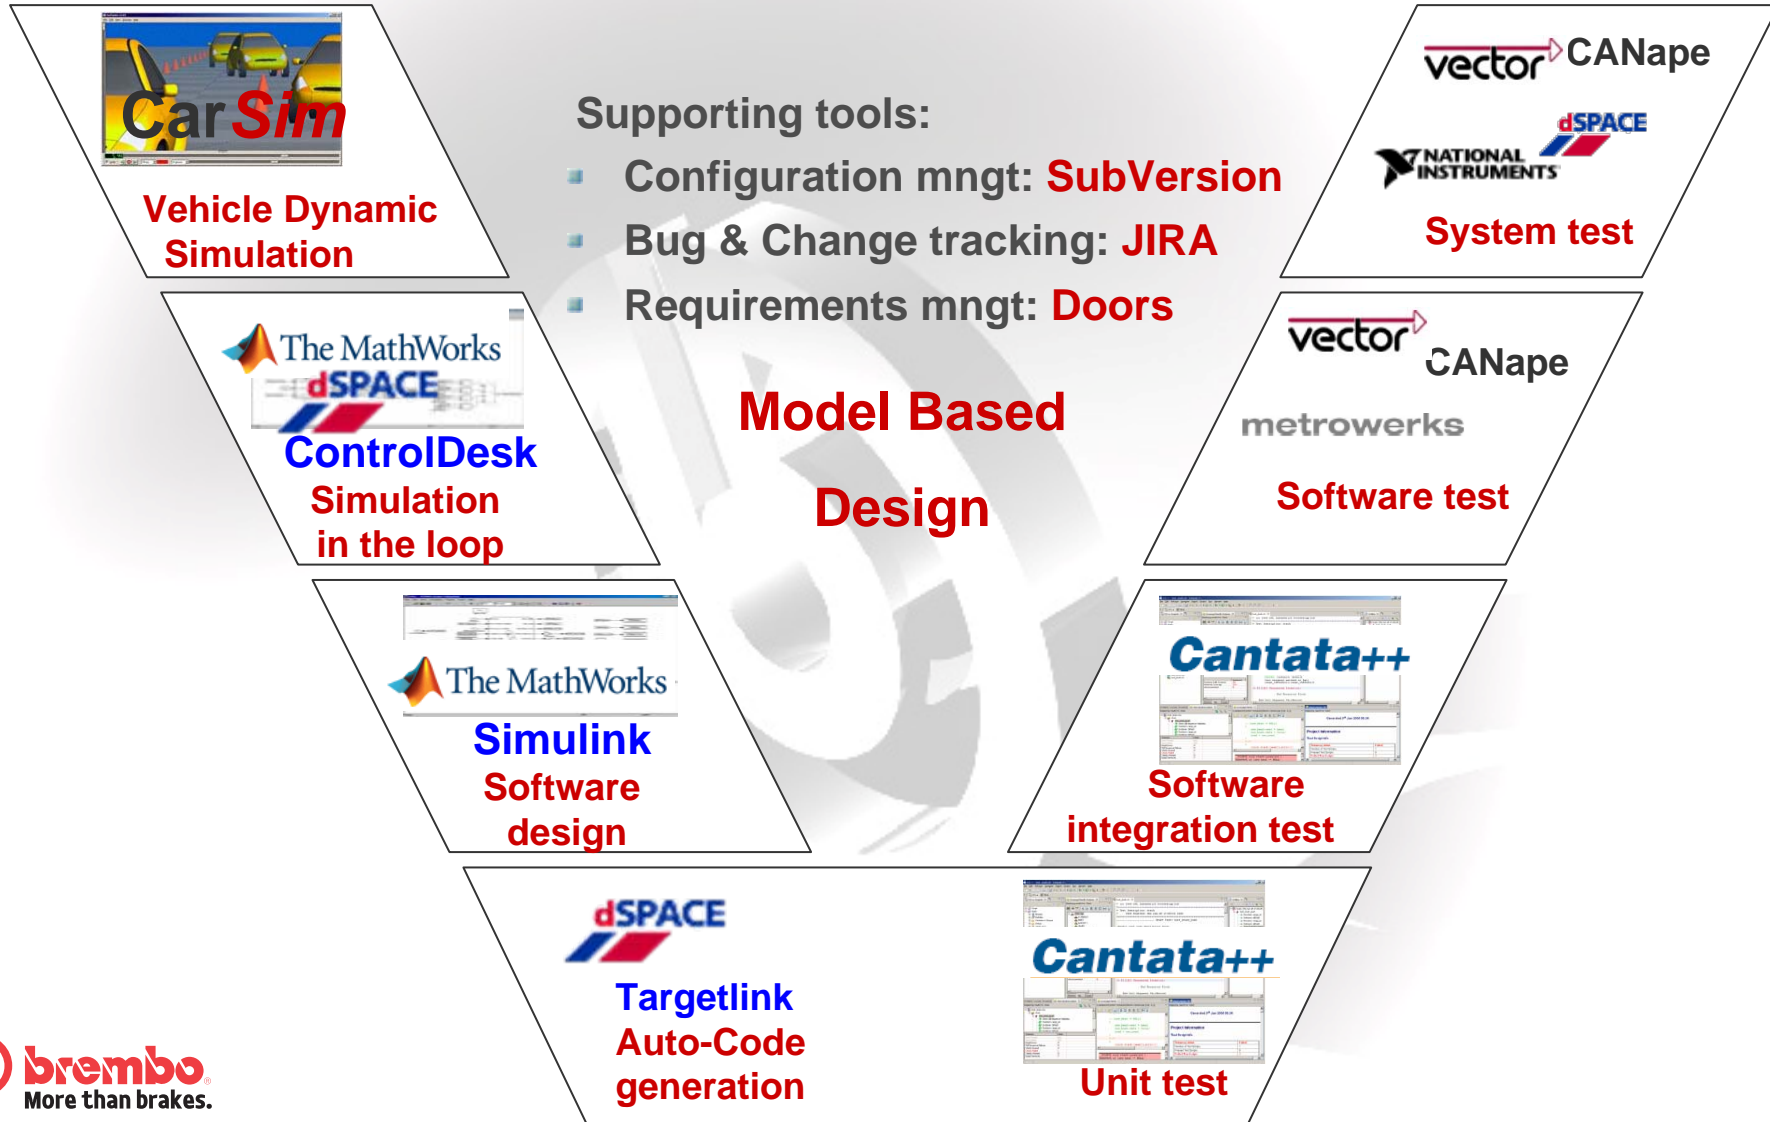 CarSim
Vehicle Dynamic
Simulation
Supporting tools:
Configuration mngt: SubVersion
Bug & Change tracking: JIRA
Requirements mngt: Doors
vector CANape
dSPACE
NATIONAL
INSTRUMENTS
System test
The MathWorks
dSPACE
ControlDesk
Simulation
in the loop
Model Based
Design
vector
CANape
metrowerks
Software test
The MathWorks
Simulink
Software
design
Cantata++
Software
integration test
dSPACE
Targetlink
Auto-Code
generation
Cantata++
Unit test
brembo®
More than brakes.